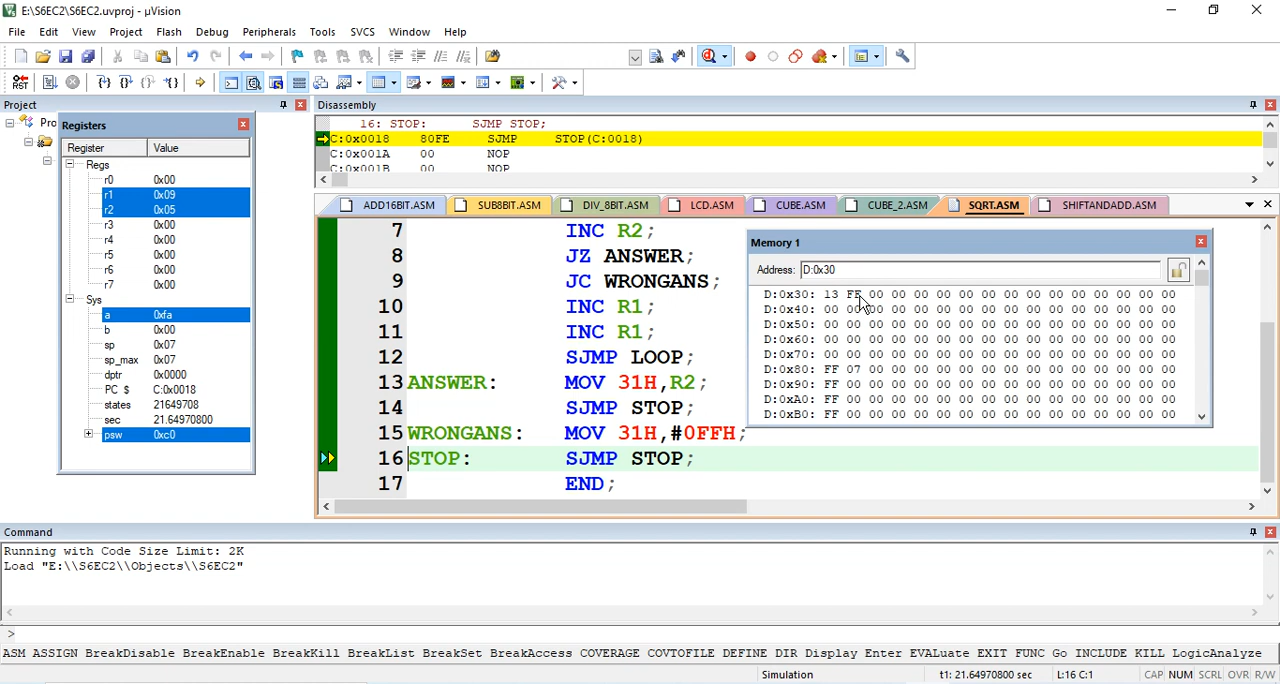 E:\S6EC2\S6EC2.uvproj - µVision
File Edit View Project Flash Debug Peripherals Tools SVCS Window Help
RST
Project
Disassembly
Pro
Registers
Register Value
Regs
r0 0x00
r1 0x09
r2 0x05
r3 0x00
r4 0x00
r5 0x00
r6 0x00
r7 0x00
Sys
a 0xfa
b 0x00
sp 0x07
sp_max 0x07
dptr 0x0000
PC $ C:0x0018
states 21649708
sec 21.64970800
psw 0xc0
16: STOP: SJMP STOP;
C:0x0018 80FE SJMP STOP(C:0018)
C:0x001A 00 NOP
C:0x001B 00 NOP
ADD16BIT.ASM SUB8BIT.ASM DIV_8BIT.ASM LCD.ASM CUBE.ASM CUBE_2.ASM SQRT.ASM SHIFTANDADD.ASM
7 INC R2;
8 JZ ANSWER;
9 JC WRONGANS;
10 INC R1;
11 INC R1;
12 SJMP LOOP;
13 ANSWER: MOV 31H,R2;
14 SJMP STOP;
15 WRONGANS: MOV 31H,#0FFH;
16 STOP: SJMP STOP;
17 END;
Memory 1
Address: D:0x30
D:0x30: 13 FF 00 00 00 00 00 00 00 00 00 00 00 00 00 00
D:0x40: 00 00 00 00 00 00 00 00 00 00 00 00 00 00 00 00
D:0x50: 00 00 00 00 00 00 00 00 00 00 00 00 00 00 00 00
D:0x60: 00 00 00 00 00 00 00 00 00 00 00 00 00 00 00 00
D:0x70: 00 00 00 00 00 00 00 00 00 00 00 00 00 00 00 00
D:0x80: FF 07 00 00 00 00 00 00 00 00 00 00 00 00 00 00
D:0x90: FF 00 00 00 00 00 00 00 00 00 00 00 00 00 00 00
D:0xA0: FF 00 00 00 00 00 00 00 00 00 00 00 00 00 00 00
D:0xB0: FF 00 00 00 00 00 00 00 00 00 00 00 00 00 00 00
Command
Running with Code Size Limit: 2K
Load "E:\\S6EC2\\Objects\\S6EC2"
>
ASM ASSIGN BreakDisable BreakEnable BreakKill BreakList BreakSet BreakAccess COVERAGE COVTOFILE DEFINE DIR Display Enter EVALuate EXIT FUNC Go INCLUDE KILL LogicAnalyze
Simulation t1: 21.64970800 sec L:16 C:1 CAP NUM SCRL OVR R/W